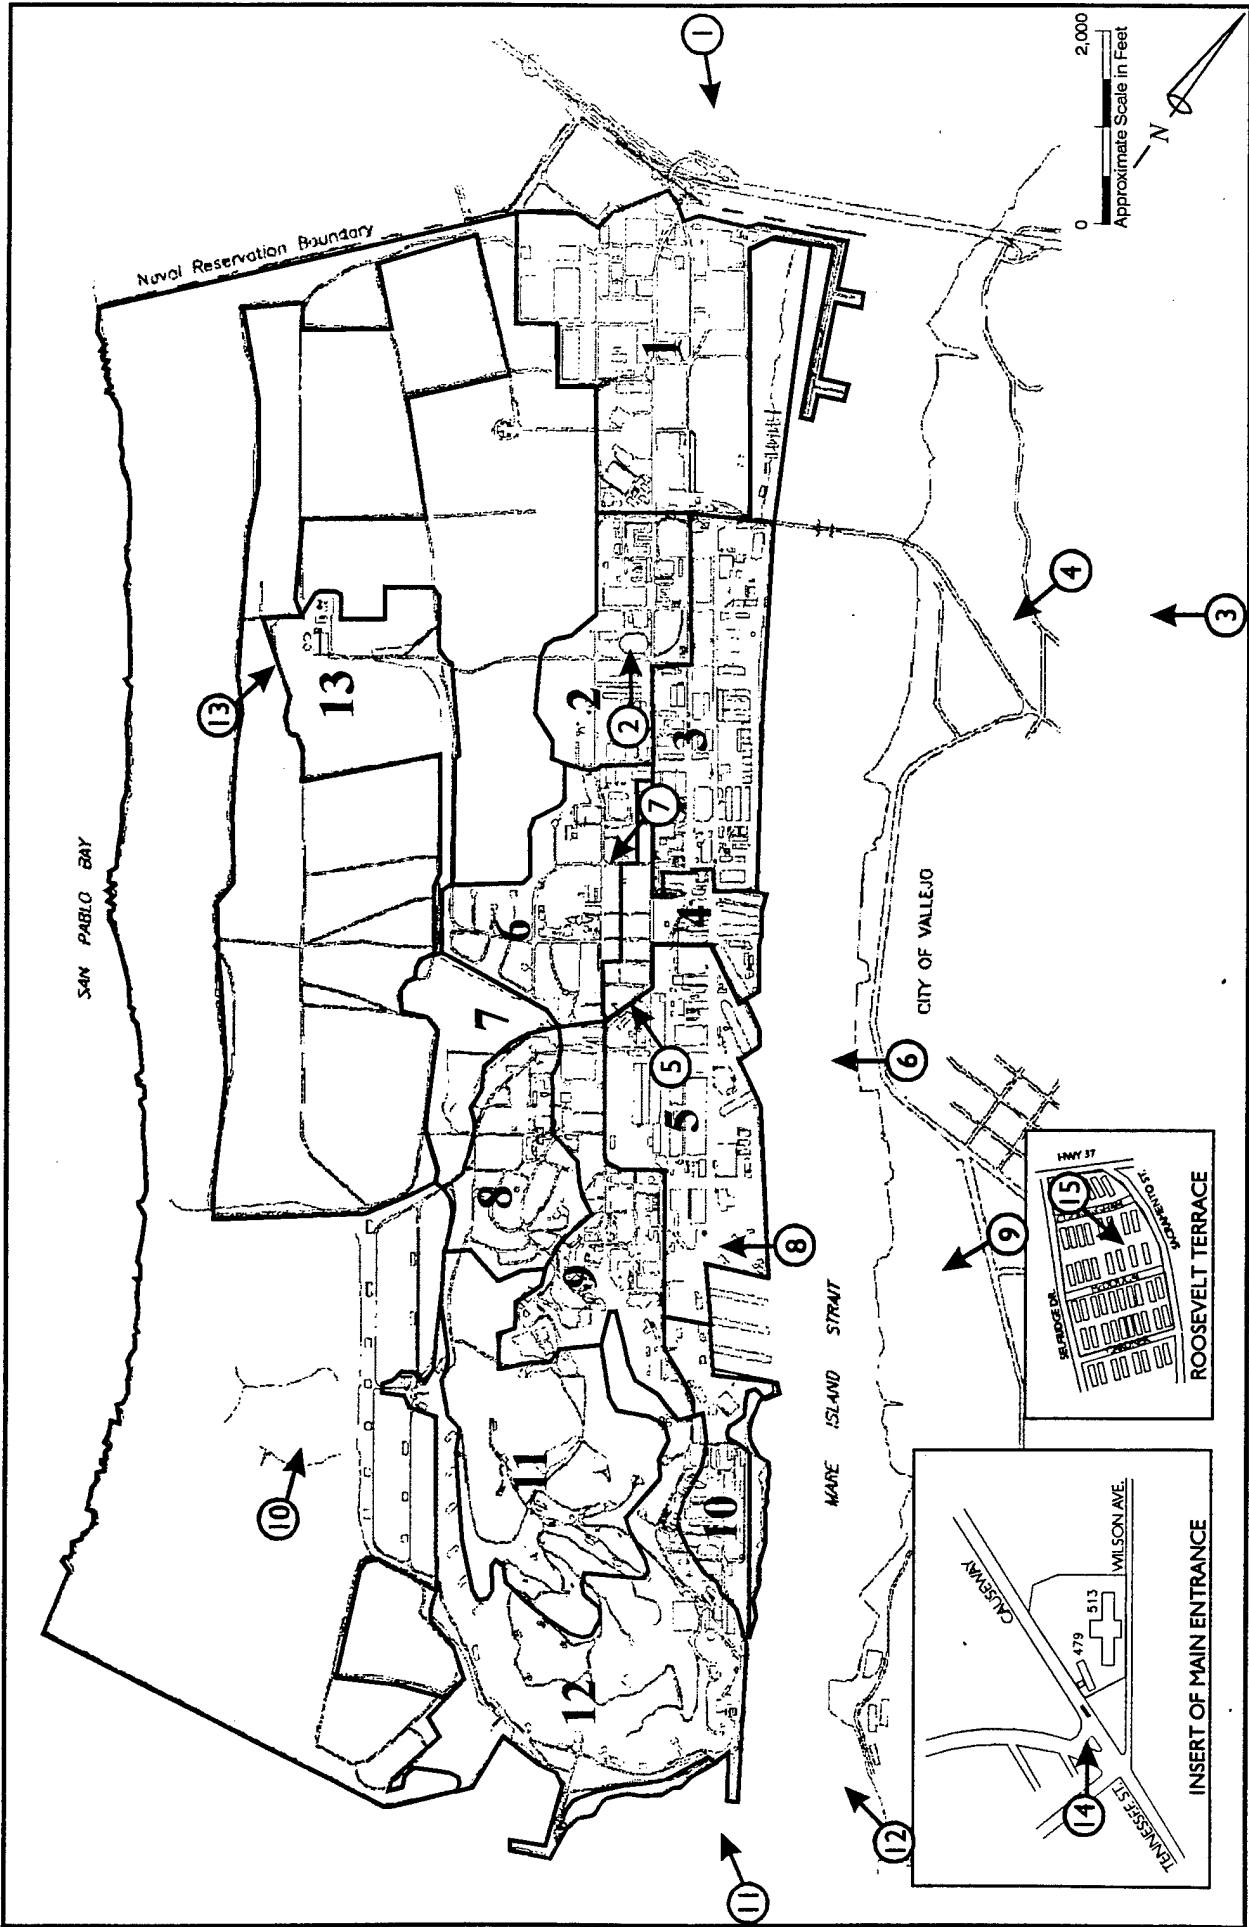 SAN PABLO BAY
Naval Reservation Boundary
MARE ISLAND STRAIT
CITY OF VALLEJO
1
2
3
4
5
6
7
8
9
10
11
12
13
1
2
3
4
5
6
7
8
9
10
11
12
13
14
15
0
2,000
Approximate Scale in Feet
N
HWY 37
SACRAMENTO ST.
SELFRIDGE DR.
ROOSEVELT TERRACE
CAUSEWAY
WILSON AVE.
TENNESSEE ST.
479
513
INSERT OF MAIN ENTRANCE